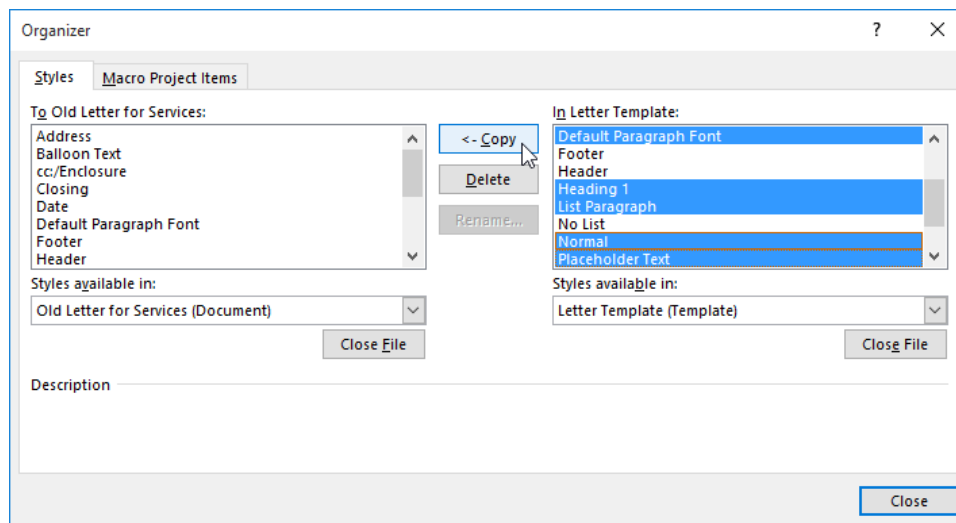 Organizer
?
Styles
Macro Project Items
To Old Letter for Services:
Address
Balloon Text
cc:/Enclosure
Closing
Date
Default Paragraph Font
Footer
Header
Styles available in:
Old Letter for Services (Document)
Close File
<- Copy
Delete
Rename...
In Letter Template:
Default Paragraph Font
Footer
Header
Heading 1
List Paragraph
No List
Normal
Placeholder Text
Styles available in:
Letter Template (Template)
Close File
Description
Close